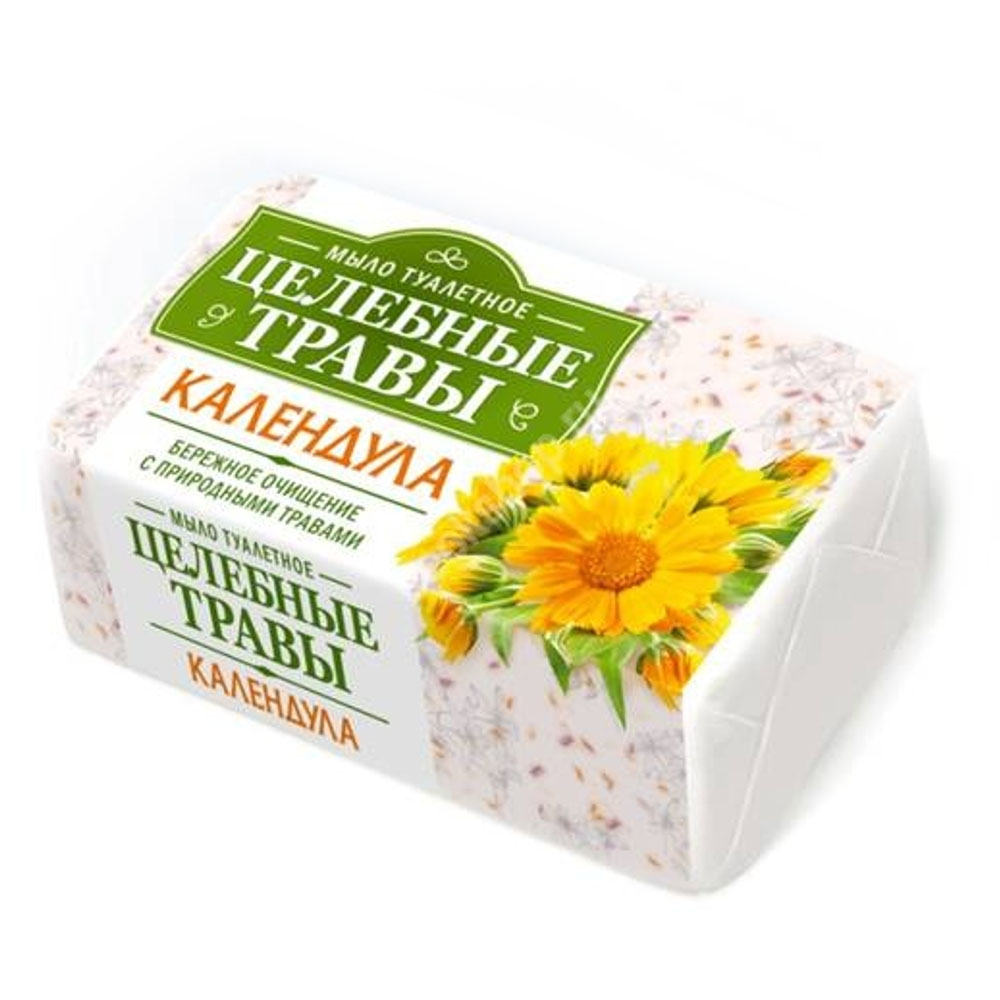 МЫЛО ТУАЛЕТНОЕ
ЦЕЛЕБНЫЕ
ТРАВЫ
КАЛЕНДУЛА
БЕРЕЖНОЕ ОЧИЩЕНИЕ
С ПРИРОДНЫМИ ТРАВАМИ
МЫЛО ТУАЛЕТНОЕ
ЦЕЛЕБНЫЕ
ТРАВЫ
КАЛЕНДУЛА